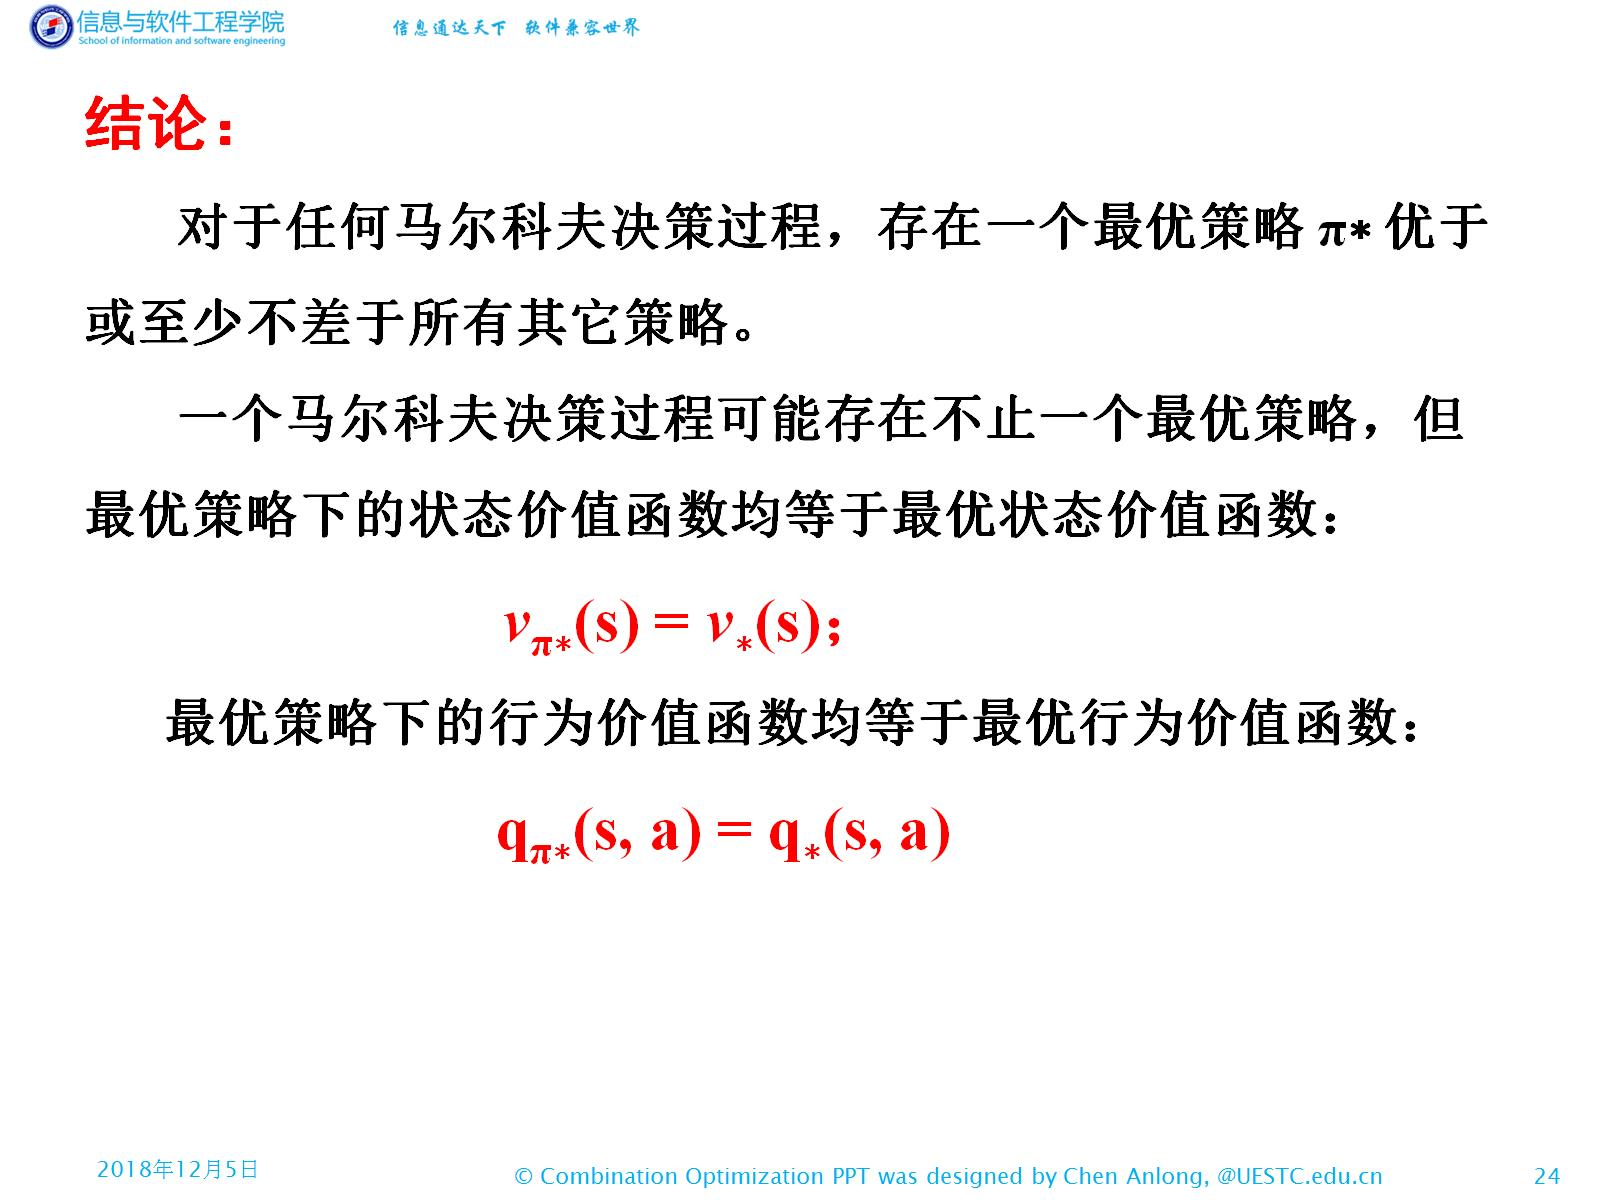 信息与软件工程学院
School of information and software engineering
信息通达天下 软件兼容世界
结论：
对于任何马尔科夫决策过程，存在一个最优策略 π* 优于
或至少不差于所有其它策略。
一个马尔科夫决策过程可能存在不止一个最优策略，但
最优策略下的状态价值函数均等于最优状态价值函数：
vπ*(s) = v*(s)；
最优策略下的行为价值函数均等于最优行为价值函数：
qπ*(s, a) = q*(s, a)
2018年12月5日
© Combination Optimization PPT was designed by Chen Anlong, @UESTC.edu.cn
24